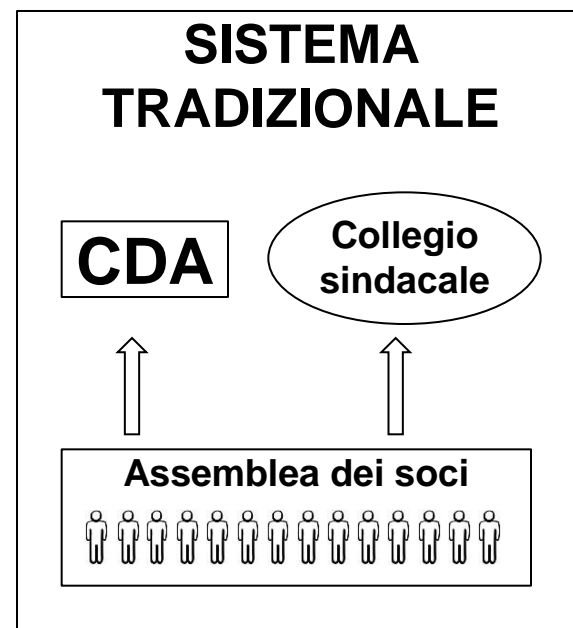 SISTEMA
TRADIZIONALE
CDA
Collegio
sindacale
Assemblea dei soci